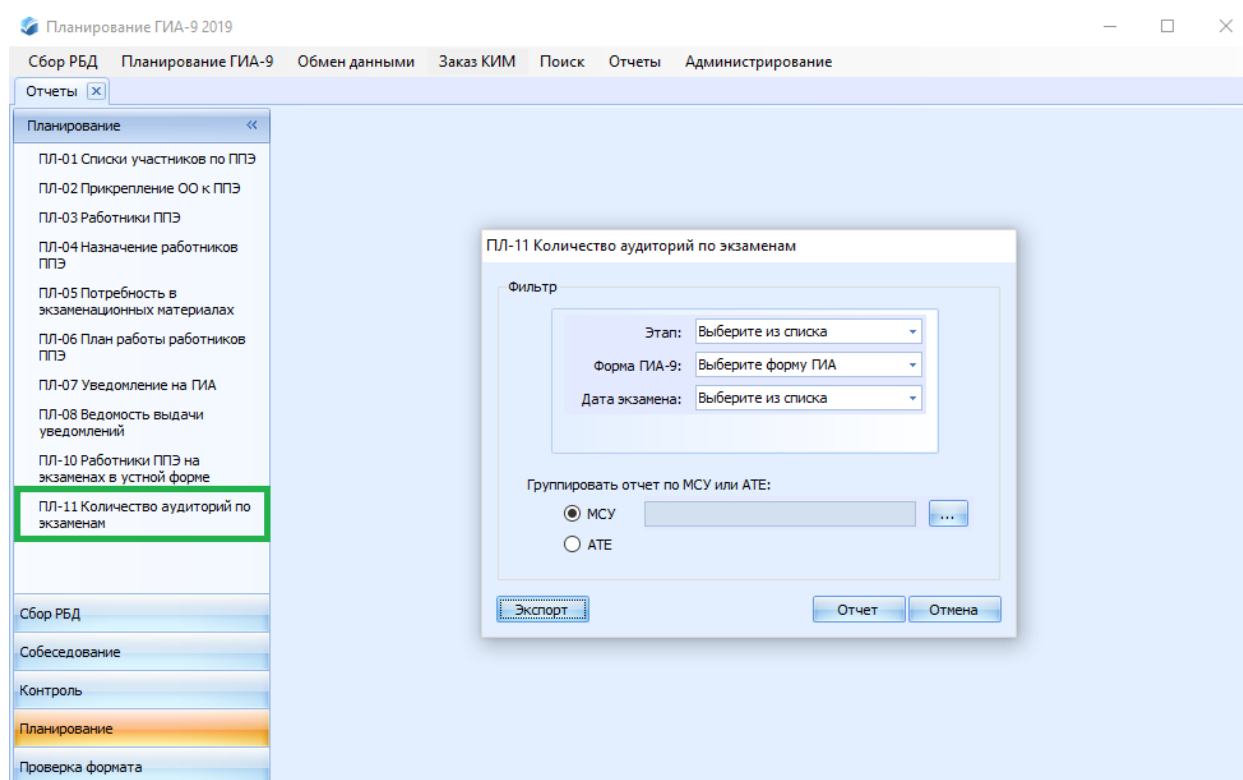 Планирование ГИА-9 2019
Сбор РБД Планирование ГИА-9 Обмен данными Заказ КИМ Поиск Отчеты Администрирование
Отчеты
Планирование
ПЛ-01 Списки участников по ППЭ
ПЛ-02 Прикрепление ОО к ППЭ
ПЛ-03 Работники ППЭ
ПЛ-04 Назначение работников
ППЭ
ПЛ-05 Потребность в
экзаменационных материалах
ПЛ-06 План работы работников
ППЭ
ПЛ-07 Уведомление на ГИА
ПЛ-08 Ведомость выдачи
уведомлений
ПЛ-10 Работники ППЭ на
экзаменах в устной форме
ПЛ-11 Количество аудиторий по
экзаменам
Сбор РБД
Собеседование
Контроль
Планирование
Проверка формата
ПЛ-11 Количество аудиторий по экзаменам
Фильтр
Этап: Выберите из списка
Форма ГИА-9: Выберите форму ГИА
Дата экзамена: Выберите из списка
Группировать отчет по МСУ или АТЕ:
МСУ ...
АТЕ
Экспорт Отчет Отмена